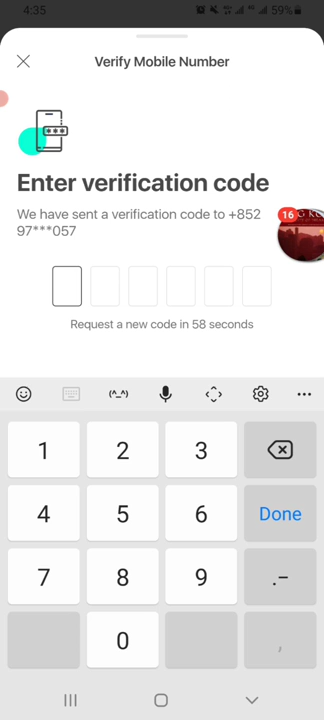 4:35
59%
Verify Mobile Number
***
Enter verification code
We have sent a verification code to +852
97***057
16
G K
Request a new code in 58 seconds
(^_^)
1 2 3
4 5 6 Done
7 8 9 .-
0 ,